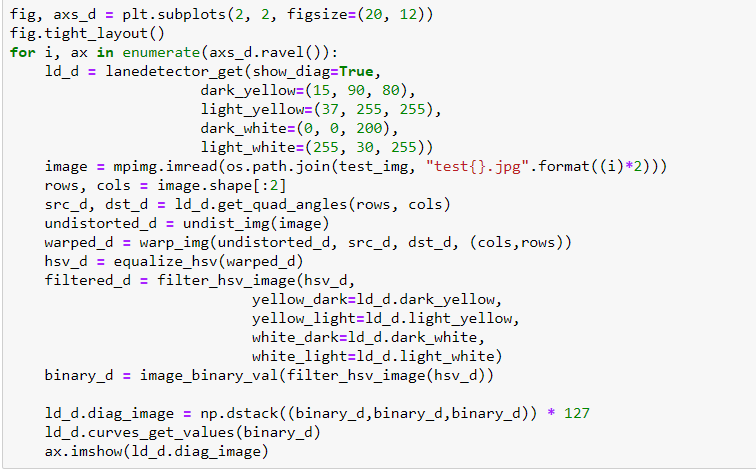 fig, axs_d = plt.subplots(2, 2, figsize=(20, 12))
fig.tight_layout()
for i, ax in enumerate(axs_d.ravel()):
    ld_d = lanedetector_get(show_diag=True,
                     dark_yellow=(15, 90, 80),
                     light_yellow=(37, 255, 255),
                     dark_white=(0, 0, 200),
                     light_white=(255, 30, 255))
    image = mpimg.imread(os.path.join(test_img, "test{}.jpg".format((i)*2)))
    rows, cols = image.shape[:2]
    src_d, dst_d = ld_d.get_quad_angles(rows, cols)
    undistorted_d = undist_img(image)
    warped_d = warp_img(undistorted_d, src_d, dst_d, (cols,rows))
    hsv_d = equalize_hsv(warped_d)
    filtered_d = filter_hsv_image(hsv_d,
                           yellow_dark=ld_d.dark_yellow,
                           yellow_light=ld_d.light_yellow,
                           white_dark=ld_d.dark_white,
                           white_light=ld_d.light_white)
    binary_d = image_binary_val(filter_hsv_image(hsv_d))

    ld_d.diag_image = np.dstack((binary_d,binary_d,binary_d)) * 127
    ld_d.curves_get_values(binary_d)
    ax.imshow(ld_d.diag_image)